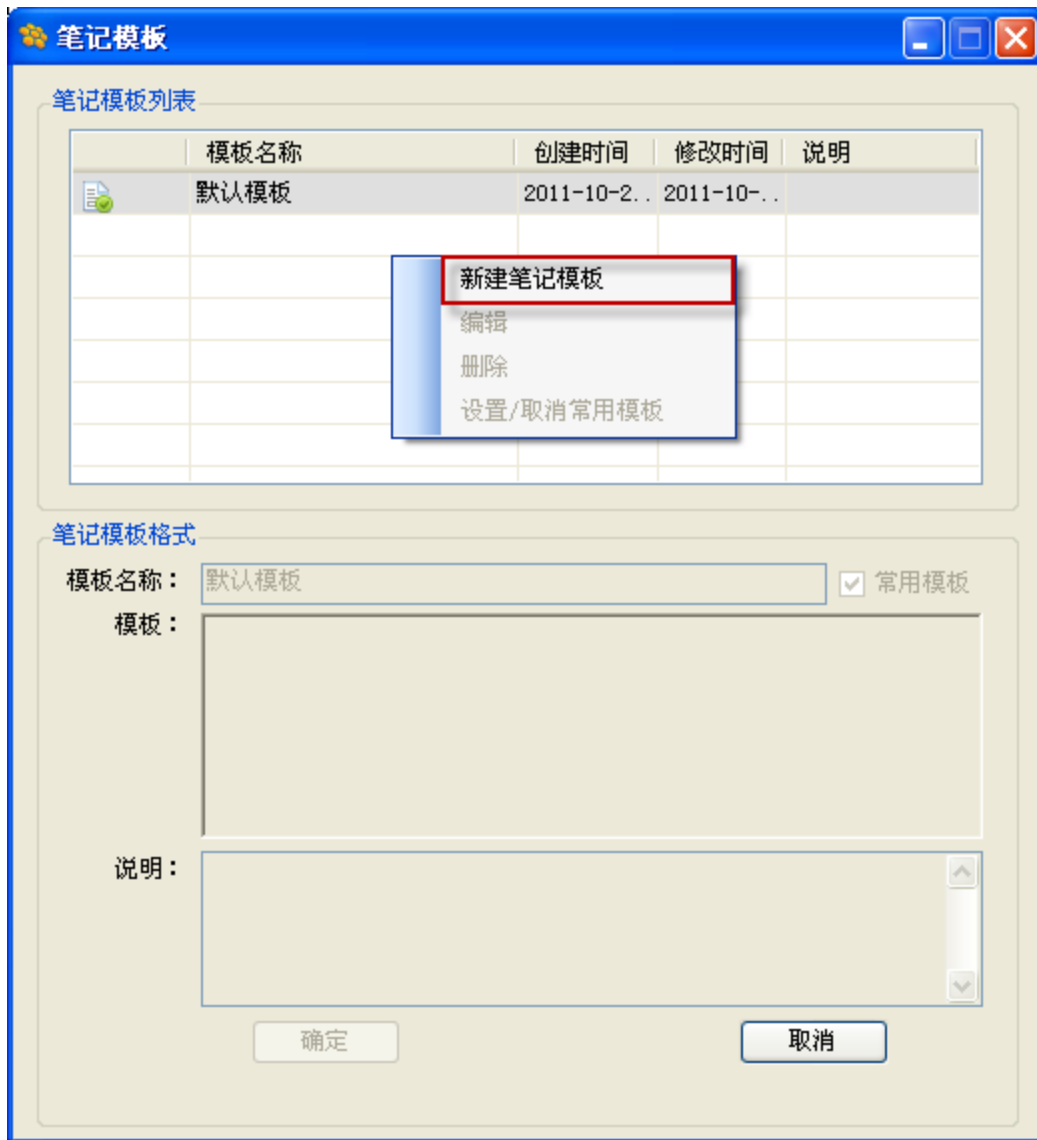 笔记模板
笔记模板列表
模板名称 创建时间 修改时间 说明
默认模板 2011-10-2.. 2011-10-..
新建笔记模板
编辑
删除
设置/取消常用模板
笔记模板格式
模板名称： 默认模板 常用模板
模板：
说明：
确定 取消